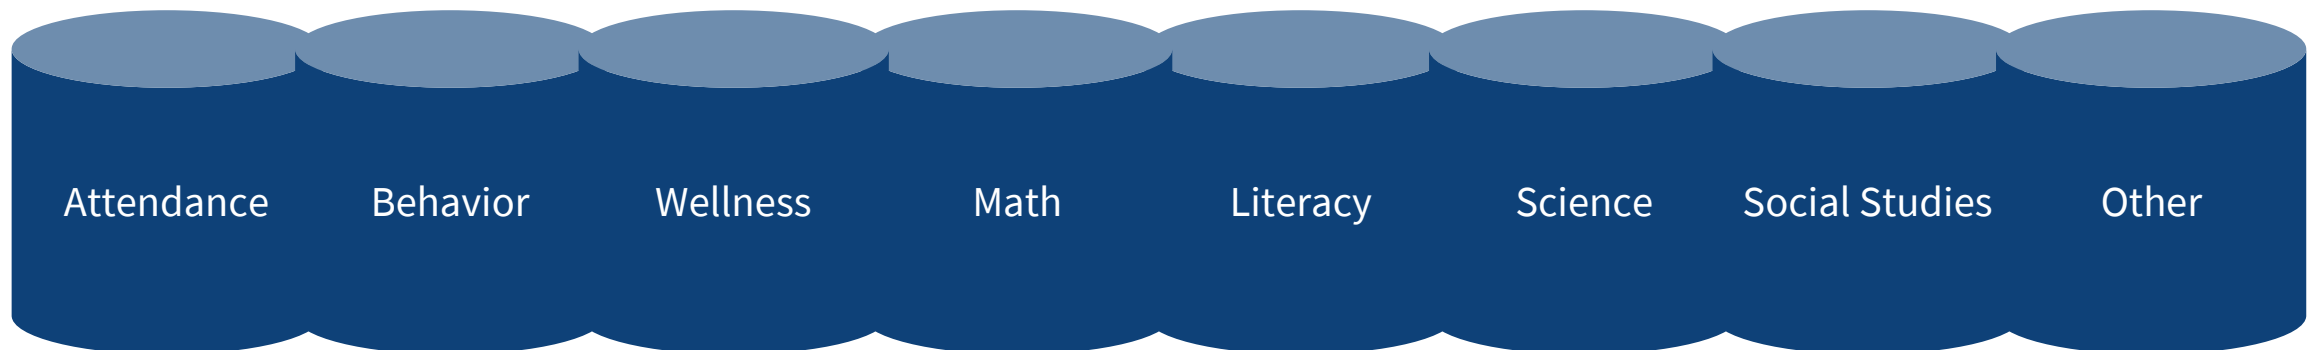 Attendance
Behavior
Wellness
Math
Literacy
Science
Social Studies
Other